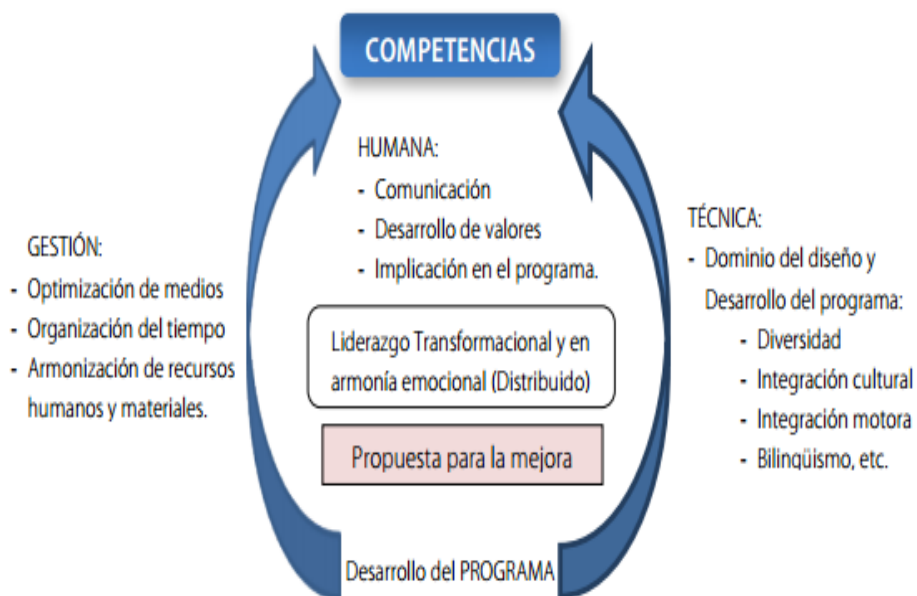 COMPETENCIAS
HUMANA:
- Comunicación
- Desarrollo de valores
- Implicación en el programa.
GESTIÓN:
- Optimización de medios
- Organización del tiempo
- Armonización de recursos
humanos y materiales.
Liderazgo Transformacional y en
armonía emocional (Distribuido)
Propuesta para la mejora
TÉCNICA:
- Dominio del diseño y
Desarrollo del programa:
- Diversidad
- Integración cultural
- Integración motora
- Bilingüismo, etc.
Desarrollo del PROGRAMA